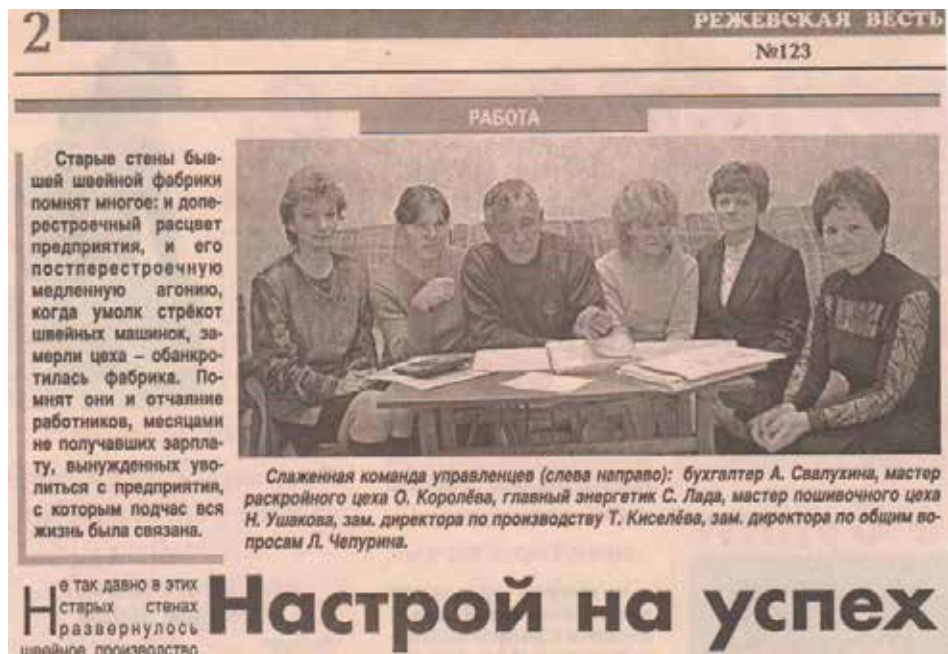 2
РЕЖЕВСКАЯ ВЕСТЬ
№123
РАБОТА
Старые стены быв-
шей швейной фабрики
помнят многое: и допе-
рестроечный расцвет
предприятия, и его
постперестроечную
медленную агонию,
когда умолк стрёкот
швейных машинок, за-
мерли цеха – обанкро-
тилась фабрика. По-
мнят они и отчаяние
работников, месяцами
не получавших зарпла-
ту, вынужденных уво-
литься с предприятия,
с которым подчас вся
жизнь была связана.
Слаженная команда управленцев (слева направо): бухгалтер А. Свалухина, мастер
раскройного цеха О. Королёва, главный энергетик С. Лада, мастер пошивочного цеха
Н. Ушакова, зам. директора по производству Т. Киселёва, зам. директора по общим во-
просам Л. Чепурина.
Настрой на успех
Не так давно в этих
старых стенах
развернулось
швейное производство